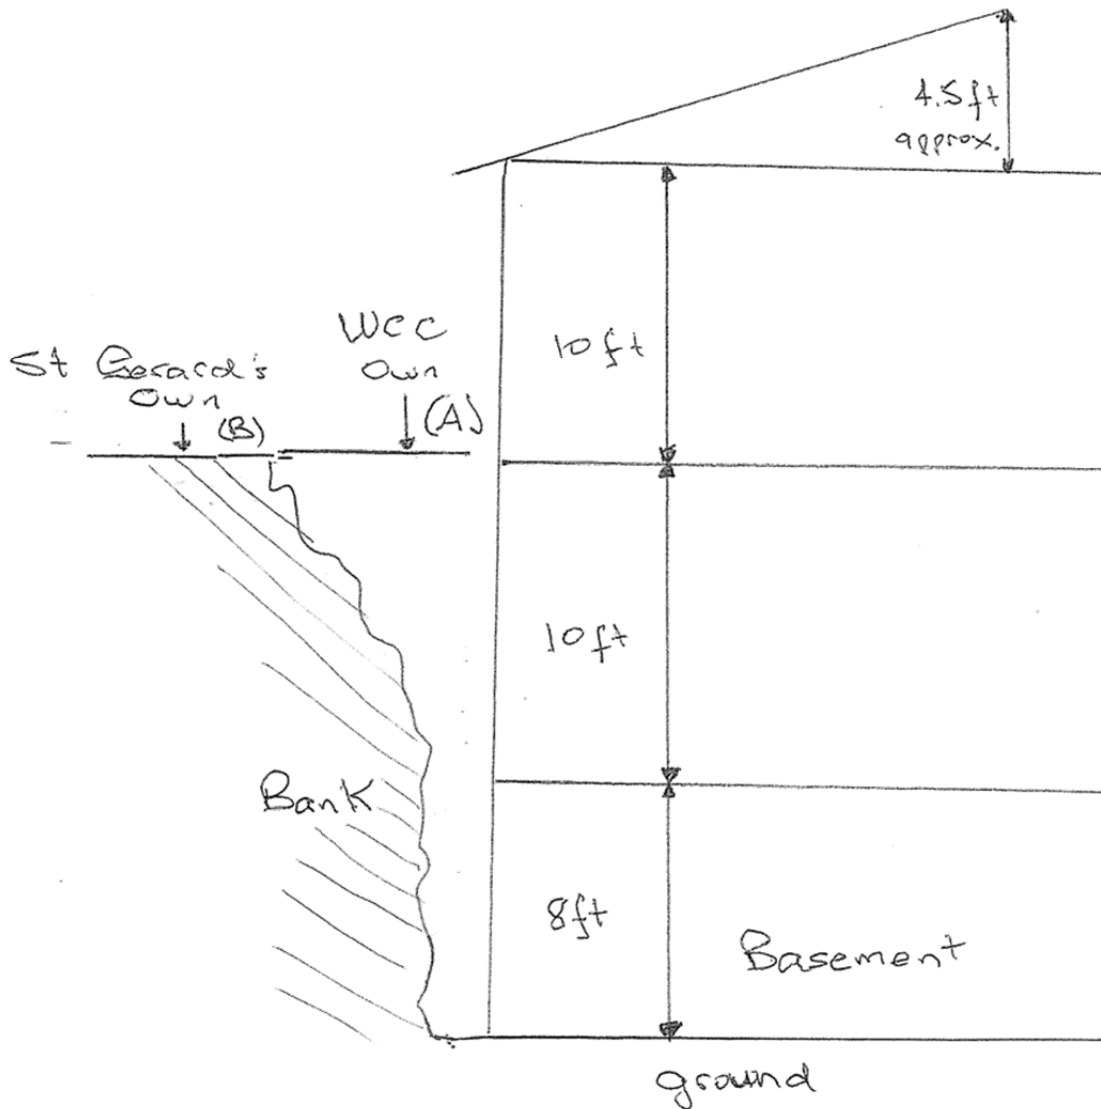 4.5ft
approx.
10ft
WCC
own
(A)
St Gerard's
own
(B)
10ft
Bank
8ft
Basement
ground